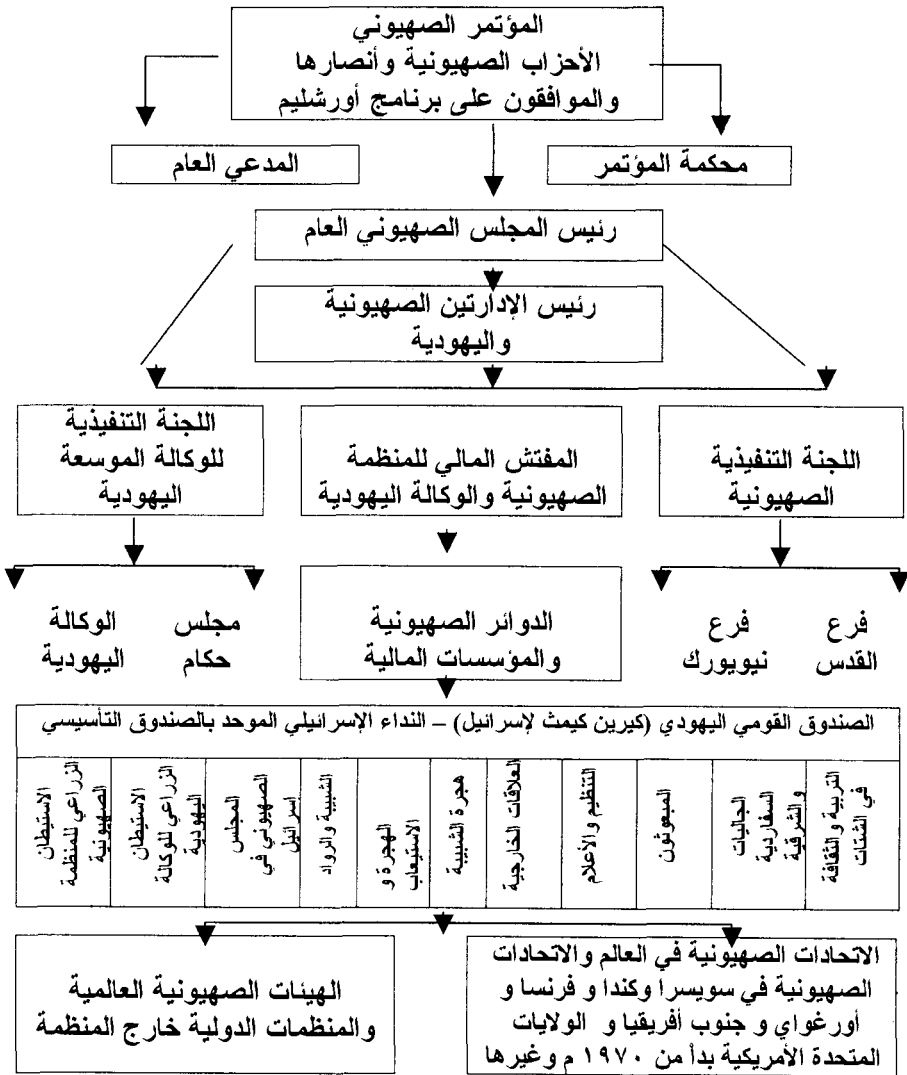 المؤتمر الصهيوني
الأحزاب الصهيونية وأنصارها
والموافقون على برنامج أورشليم
محكمة المؤتمر
المدعي العام
رئيس المجلس الصهيوني العام
رئيس الإدارتين الصهيونية
واليهودية
اللجنة التنفيذية
الصهيونية
المفتش المالي للمنظمة
الصهيونية والوكالة اليهودية
اللجنة التنفيذية
للوكالة الموسعة
اليهودية
فرع
القدس
فرع
نيويورك
الدوائر الصهيونية
والمؤسسات المالية
مجلس
حكام
الوكالة
اليهودية
الصندوق القومي اليهودي (كيرين كيمث لإسرائيل) – النداء الإسرائيلي الموحد بالصندوق التأسيسي
التربية والثقافة
في الشتات
الجاليات
السفاردية
والشرقية
المبعوثون
التنظيم والأعلام
العلاقات الخارجية
هجرة الشبيبة
الهجرة و
الاستيعاب
الشبيبة والرواد
المجلس
الصهيوني في
إسرائيل
الاستيطان
الزراعي للوكالة
اليهودية
الاستيطان
الزراعي للمنظمة
الصهيونية
الاتحادات الصهيونية في العالم والاتحادات
الصهيونية في سويسرا وكندا و فرنسا و
أورغواي و جنوب أفريقيا و الولايات
المتحدة الأمريكية بدأ من ١٩٧٠ م وغيرها
الهيئات الصهيونية العالمية
والمنظمات الدولية خارج المنظمة